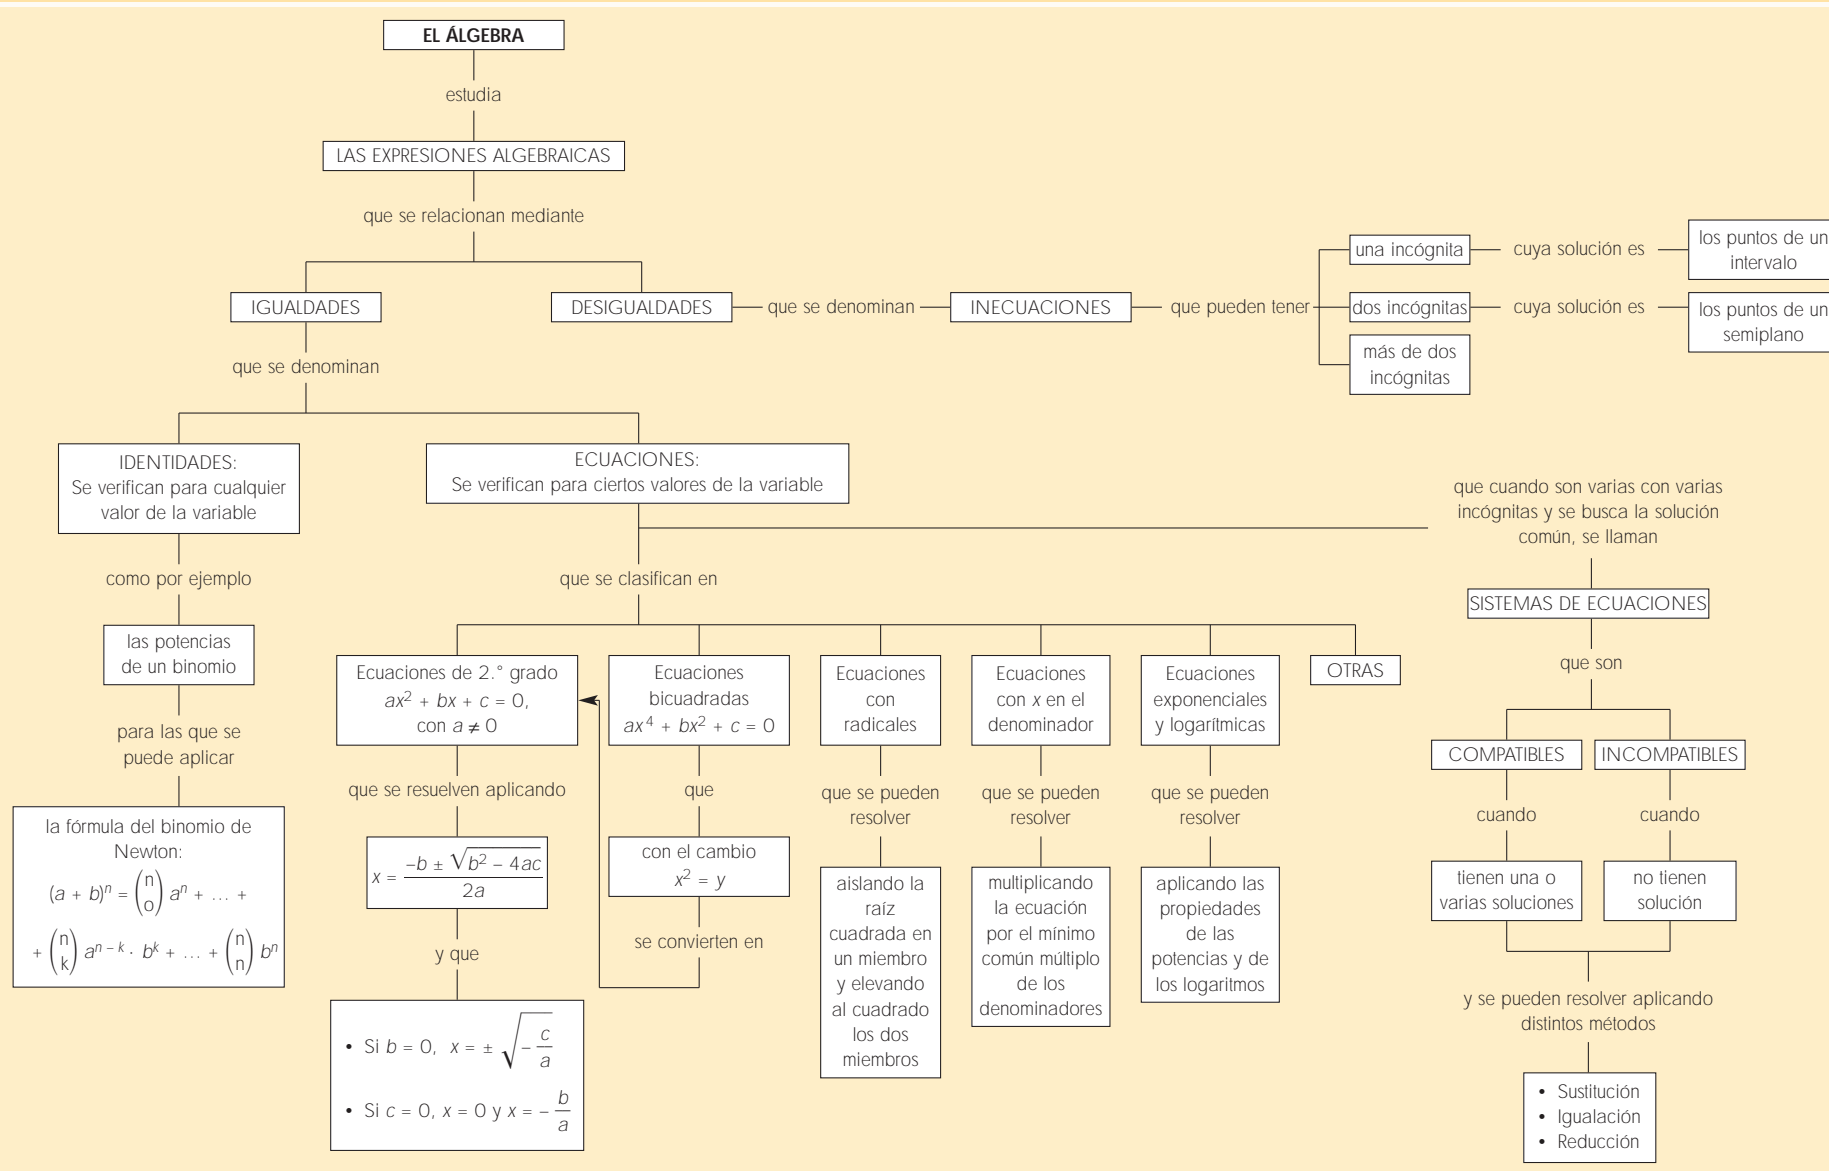 EL ÁLGEBRA
estudia
LAS EXPRESIONES ALGEBRAICAS
que se relacionan mediante
IGUALDADES
DESIGUALDADES
que se denominan
INECUACIONES
que pueden tener
una incógnita
cuya solución es
los puntos de un
intervalo
dos incógnitas
cuya solución es
los puntos de un
semiplano
más de dos
incógnitas
que se denominan
IDENTIDADES:
Se verifican para cualquier
valor de la variable
como por ejemplo
las potencias
de un binomio
para las que se
puede aplicar
la fórmula del binomio de
Newton:
(a + b)ⁿ = (n o) aⁿ + … +
+ (n k) aⁿ ⁻ ᵏ · bᵏ + … + (n n) bⁿ
ECUACIONES:
Se verifican para ciertos valores de la variable
que se clasifican en
Ecuaciones de 2.° grado
ax² + bx + c = 0,
con a ≠ 0
que se resuelven aplicando
x = (–b ± √(b² – 4ac))/(2a)
y que
• Si b = 0, x = ± √(–c/a)
• Si c = 0, x = 0 y x = – b/a
Ecuaciones
bicuadradas
ax⁴ + bx² + c = 0
que
con el cambio
x² = y
se convierten en
Ecuaciones
con
radicales
que se pueden
resolver
aislando la
raíz
cuadrada en
un miembro
y elevando
al cuadrado
los dos
miembros
Ecuaciones
con x en el
denominador
que se pueden
resolver
multiplicando
la ecuación
por el mínimo
común múltiplo
de los
denominadores
Ecuaciones
exponenciales
y logarítmicas
que se pueden
resolver
aplicando las
propiedades
de las
potencias y de
los logaritmos
OTRAS
que cuando son varias con varias
incógnitas y se busca la solución
común, se llaman
SISTEMAS DE ECUACIONES
que son
COMPATIBLES
cuando
tienen una o
varias soluciones
INCOMPATIBLES
cuando
no tienen
solución
y se pueden resolver aplicando
distintos métodos
• Sustitución
• Igualación
• Reducción